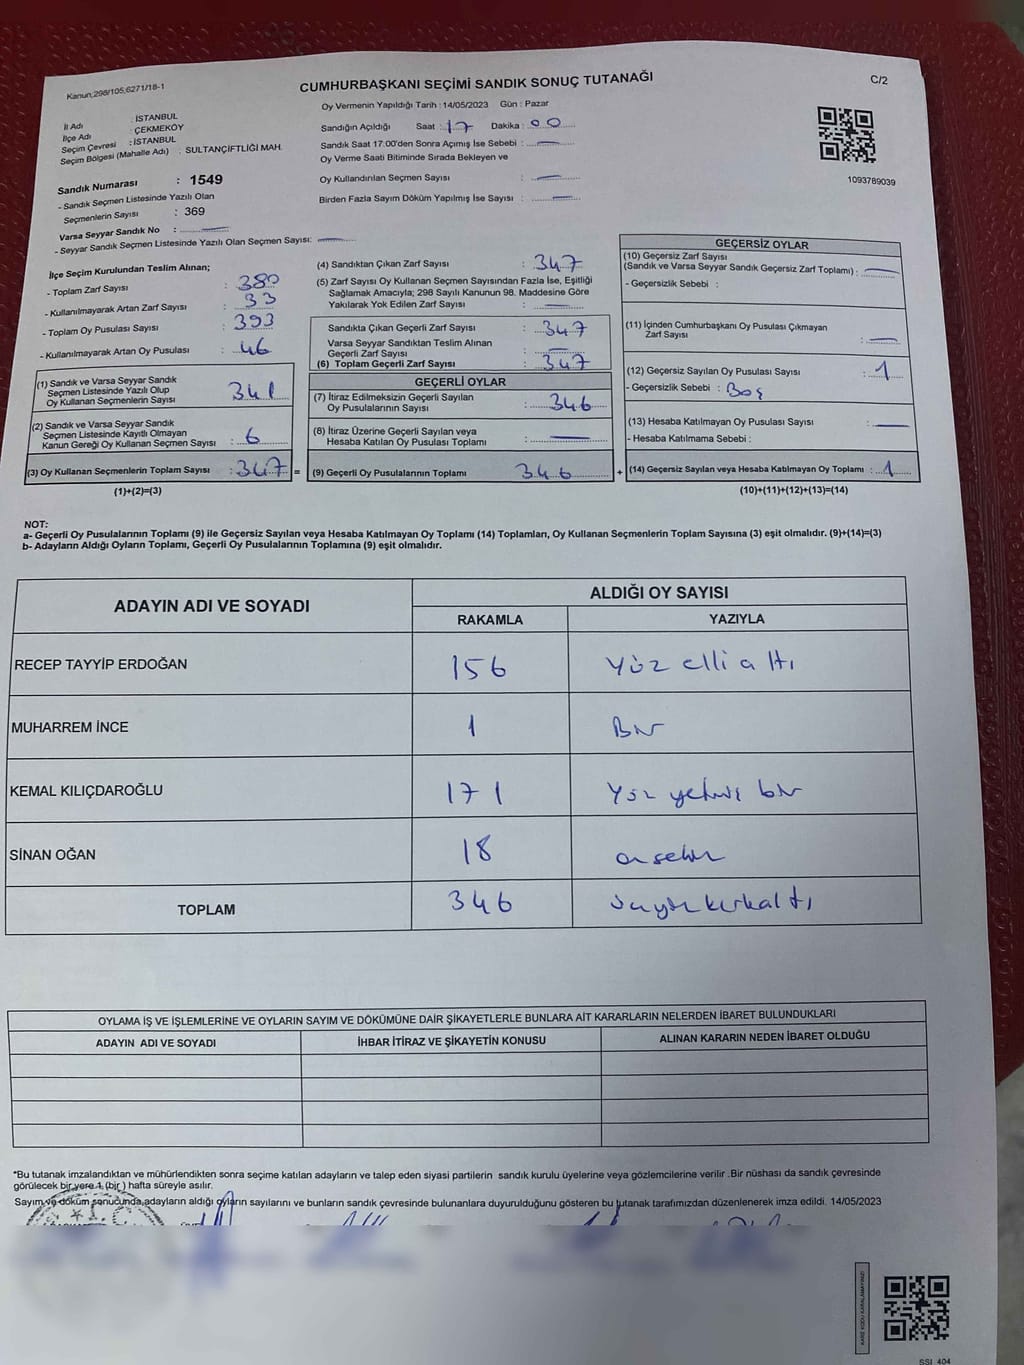 Kanun;298/105,6271/18-1
CUMHURBAŞKANI SEÇİMİ SANDIK SONUÇ TUTANAĞI
C/2
İl Adı : İSTANBUL
İlçe Adı : ÇEKMEKÖY
Seçim Çevresi : İSTANBUL
Seçim Bölgesi (Mahalle Adı) : SULTANÇİFTLİĞİ MAH.
Sandık Numarası : 1549
- Sandık Seçmen Listesinde Yazılı Olan
Seçmenlerin Sayısı : 369
Varsa Seyyar Sandık No :
- Seyyar Sandık Seçmen Listesinde Yazılı Olan Seçmen Sayısı:
Oy Vermenin Yapıldığı Tarih :14/05/2023 Gün : Pazar
Sandığın Açıldığı Saat : 17 Dakika : 00
Sandık Saat 17:00'den Sonra Açımış İse Sebebi :
Oy Verme Saati Bitiminde Sırada Bekleyen ve
Oy Kullandırılan Seçmen Sayısı :
Birden Fazla Sayım Döküm Yapılmış İse Sayısı :
1093789039
İlçe Seçim Kurulundan Teslim Alınan;
- Toplam Zarf Sayısı : 380
- Kullanılmayarak Artan Zarf Sayısı : 33
- Toplam Oy Pusulası Sayısı : 393
- Kullanılmayarak Artan Oy Pusulası : 46
(1) Sandık ve Varsa Seyyar Sandık
Seçmen Listesinde Yazılı Olup
Oy Kullanan Seçmenlerin Sayısı : 341
(2) Sandık ve Varsa Seyyar Sandık
Seçmen Listesinde Kayıtlı Olmayan
Kanun Gereği Oy Kullanan Seçmen Sayısı : 6
(3) Oy Kullanan Seçmenlerin Toplam Sayısı : 347 =
(1)+(2)=(3)
(4) Sandıktan Çıkan Zarf Sayısı : 347
(5) Zarf Sayısı Oy Kullanan Seçmen Sayısından Fazla İse, Eşitliği
Sağlamak Amacıyla; 298 Sayılı Kanunun 98. Maddesine Göre
Yakılarak Yok Edilen Zarf Sayısı :
Sandıkta Çıkan Geçerli Zarf Sayısı : 347
Varsa Seyyar Sandıktan Teslim Alınan
Geçerli Zarf Sayısı :
(6) Toplam Geçerli Zarf Sayısı : 347
GEÇERLİ OYLAR
(7) İtiraz Edilmeksizin Geçerli Sayılan
Oy Pusulalarının Sayısı : 346
(8) İtiraz Üzerine Geçerli Sayılan veya
Hesaba Katılan Oy Pusulası Toplamı :
(9) Geçerli Oy Pusulalarının Toplamı 346 +
GEÇERSİZ OYLAR
(10) Geçersiz Zarf Sayısı
(Sandık ve Varsa Seyyar Sandık Geçersiz Zarf Toplamı) :
- Geçersizlik Sebebi :
(11) İçinden Cumhurbaşkanı Oy Pusulası Çıkmayan
Zarf Sayısı :
(12) Geçersiz Sayılan Oy Pusulası Sayısı : 1
- Geçersizlik Sebebi : Boş
(13) Hesaba Katılmayan Oy Pusulası Sayısı :
- Hesaba Katılmama Sebebi :
(14) Geçersiz Sayılan veya Hesaba Katılmayan Oy Toplamı : 1
(10)+(11)+(12)+(13)=(14)
NOT:
a- Geçerli Oy Pusulalarının Toplamı (9) ile Geçersiz Sayılan veya Hesaba Katılmayan Oy Toplamı (14) Toplamları, Oy Kullanan Seçmenlerin Toplam Sayısına (3) eşit olmalıdır. (9)+(14)=(3)
b- Adayların Aldığı Oyların Toplamı, Geçerli Oy Pusulalarının Toplamına (9) eşit olmalıdır.
ADAYIN ADI VE SOYADI ALDIĞI OY SAYISI
RAKAMLA YAZIYLA
RECEP TAYYİP ERDOĞAN 156 Yüz elli altı
MUHARREM İNCE 1 Bir
KEMAL KILIÇDAROĞLU 171 Yüz yetmiş bir
SİNAN OĞAN 18 onsekiz
TOPLAM 346 üçyüzkırkaltı
OYLAMA İŞ VE İŞLEMLERİNE VE OYLARIN SAYIM VE DÖKÜMÜNE DAİR ŞİKAYETLERLE BUNLARA AİT KARARLARIN NELERDEN İBARET BULUNDUKLARI
ADAYIN ADI VE SOYADI İHBAR İTİRAZ VE ŞİKAYETİN KONUSU ALINAN KARARIN NEDEN İBARET OLDUĞU
*Bu tutanak imzalandıktan ve mühürlendikten sonra seçime katılan adayların ve talep eden siyasi partilerin sandık kurulu üyelerine veya gözlemcilerine verilir .Bir nüshası da sandık çevresinde
görülecek bir yere 1 (bir ) hafta süreyle asılır.
Sayım ve döküm sonucunda adayların aldığı oyların sayılarını ve bunların sandık çevresinde bulunanlara duyurulduğunu gösteren bu tutanak tarafımızdan düzenlenerek imza edildi. 14/05/2023
T.C.
SSİ 404